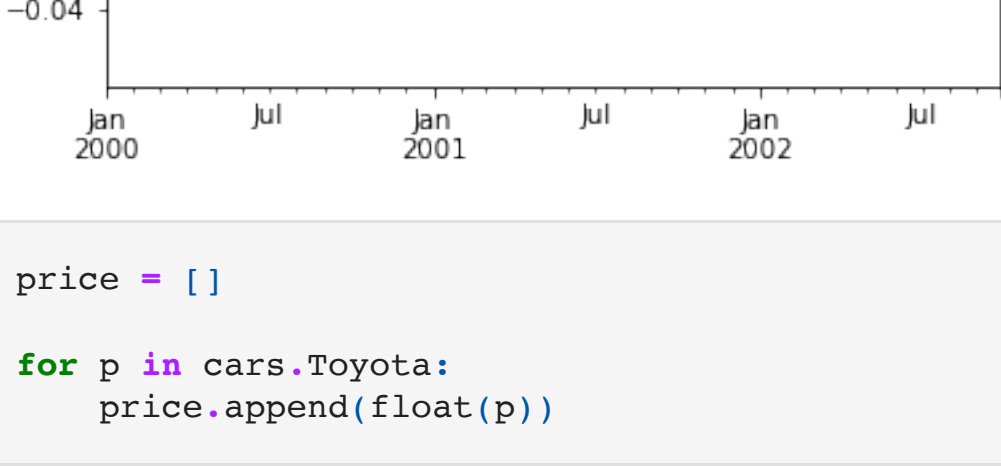 −0.04
Jan Jul Jan Jul Jan Jul
2000 2001 2002
price = []
for p in cars.Toyota:
    price.append(float(p))